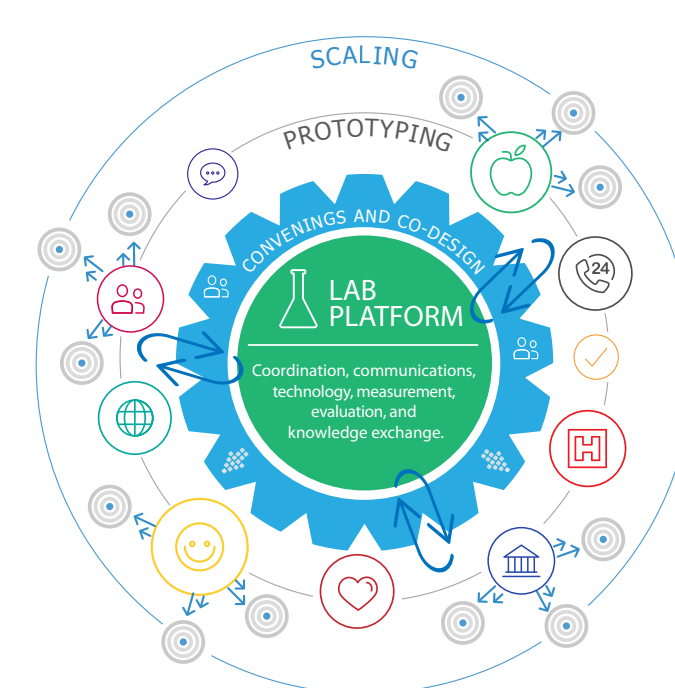 SCALING
PROTOTYPING
CONVENINGS AND CO-DESIGN
LAB
PLATFORM
Coordination, communications,
technology, measurement,
evaluation, and
knowledge exchange.
24
H